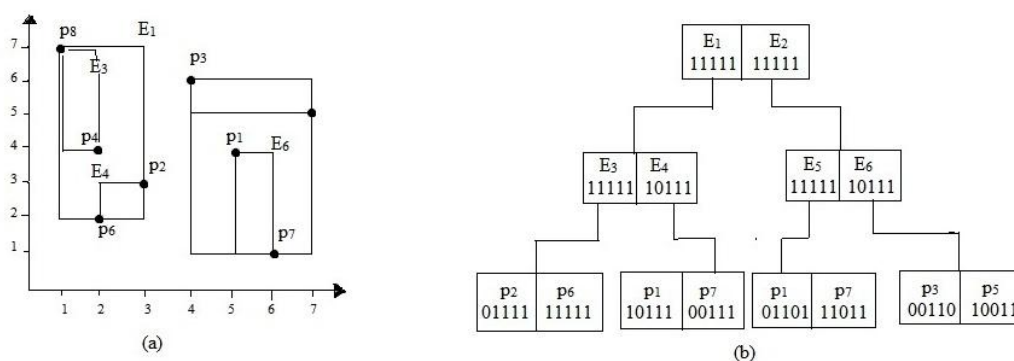 p8 E1
7
E3
p3
6
5
p4
p1 E6
4
E4 p2
3
2
p6
p7
1
1 2 3 4 5 6 7
(a)
E1 E2
11111 11111
E3 E4
11111 10111
E5 E6
11111 10111
p2 p6
01111 11111
p1 p7
10111 00111
p1 p7
01101 11011
p3 p5
00110 10011
(b)